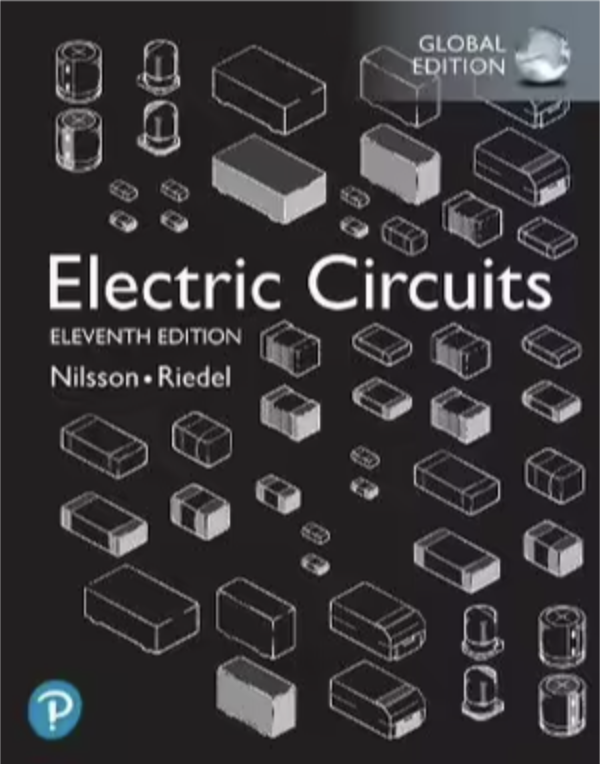 GLOBAL
EDITION
Electric Circuits
ELEVENTH EDITION
Nilsson • Riedel
P